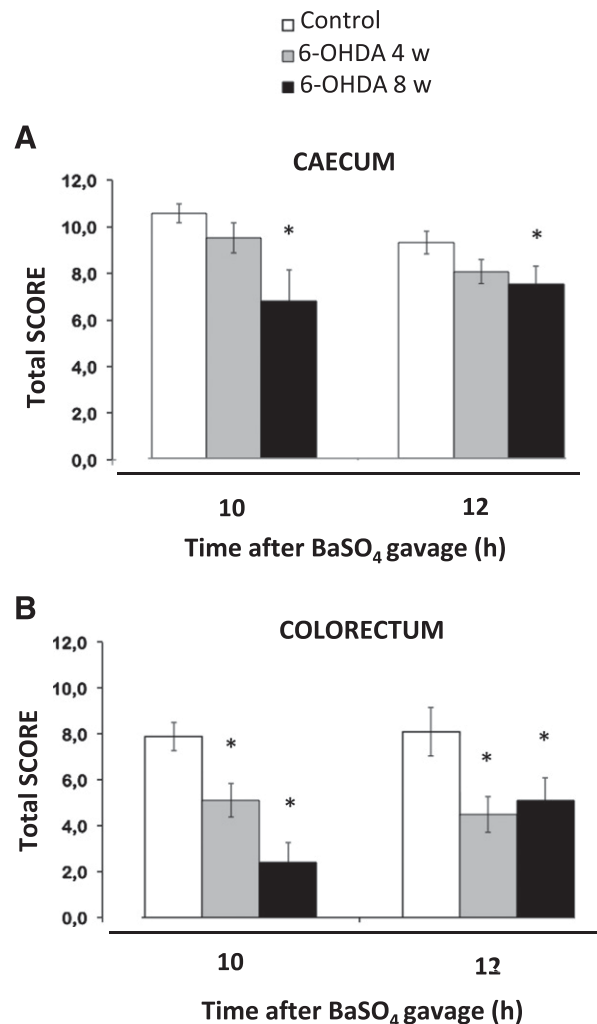 Control
6-OHDA 4 w
6-OHDA 8 w
A
CAECUM
12,0
10,0
8,0
6,0
4,0
2,0
0,0
Total SCORE
*
*
10
12
Time after BaSO4 gavage (h)
B
COLORECTUM
12,0
10,0
8,0
6,0
4,0
2,0
0,0
Total SCORE
*
*
*
*
10
12
Time after BaSO4 gavage (h)